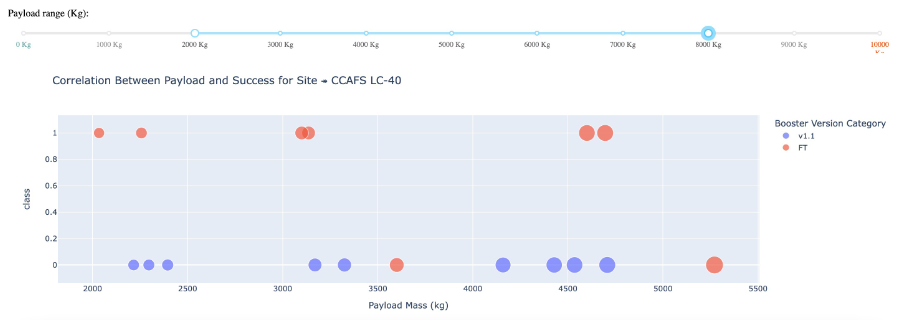 Payload range (Kg):
0 Kg 1000 Kg 2000 Kg 3000 Kg 4000 Kg 5000 Kg 6000 Kg 7000 Kg 8000 Kg 9000 Kg 10000
Correlation Between Payload and Success for Site → CCAFS LC-40
Booster Version Category
v1.1
FT
class
1
0.8
0.6
0.4
0.2
0
2000 2500 3000 3500 4000 4500 5000 5500
Payload Mass (kg)